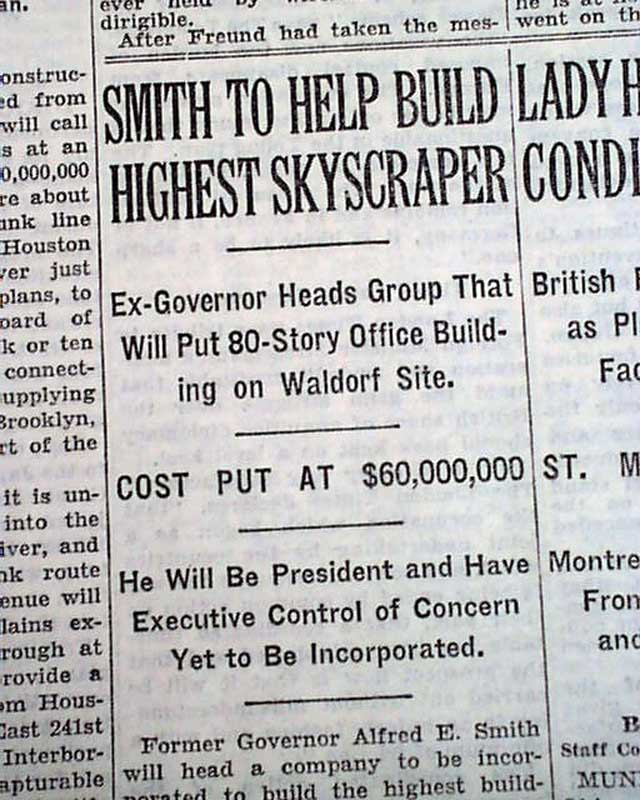 an.
onstruc-
ed from
will call
s at an
0,000,000
re about
unk line
Houston
ver just
plans, to
oard of
k or ten
connect-
upplying
Brooklyn,
rt of the
it is un-
into the
iver, and
nk route
enue will
lains ex-
rough at
rovide a
om Hous-
East 241st
Interbor-
apturable
dirigible.
After Freund had taken the mes-
SMITH TO HELP BUILD
HIGHEST SKYSCRAPER
Ex-Governor Heads Group That
Will Put 80-Story Office Build-
ing on Waldorf Site.
COST PUT AT $60,000,000
He Will Be President and Have
Executive Control of Concern
Yet to Be Incorporated.
Former Governor Alfred E. Smith
will head a company to be incor-
porated to build the highest build-
went on th
LADY H
CONDI
British
as Pl
Fac
ST. M
Montre
Fron
and
B
Staff Co
MUN